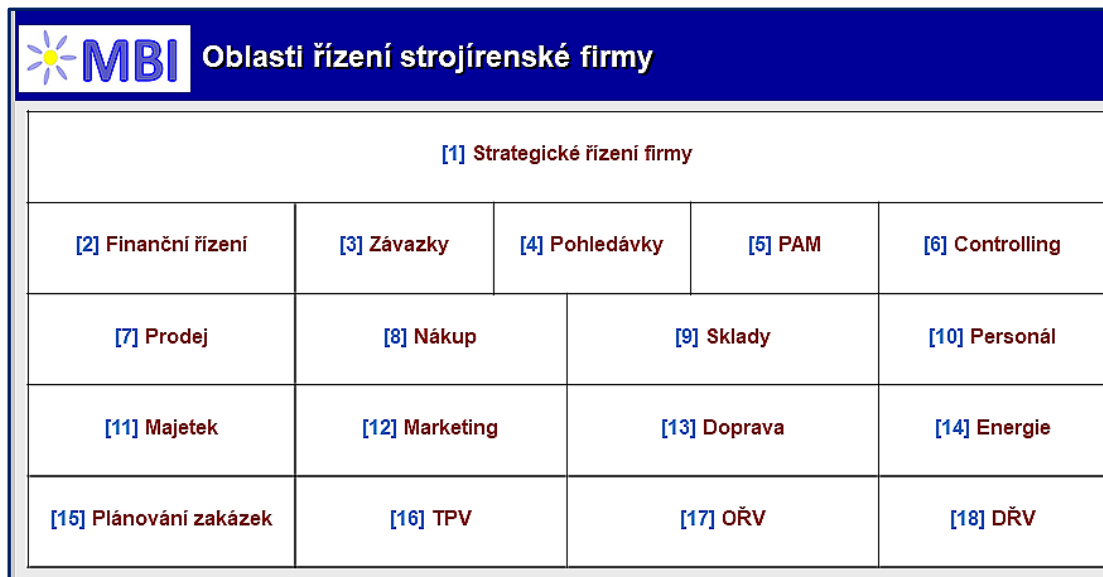 MBI Oblasti řízení strojírenské firmy
[1] Strategické řízení firmy
[2] Finanční řízení [3] Závazky [4] Pohledávky [5] PAM [6] Controlling
[7] Prodej [8] Nákup [9] Sklady [10] Personál
[11] Majetek [12] Marketing [13] Doprava [14] Energie
[15] Plánování zakázek [16] TPV [17] OŘV [18] DŘV